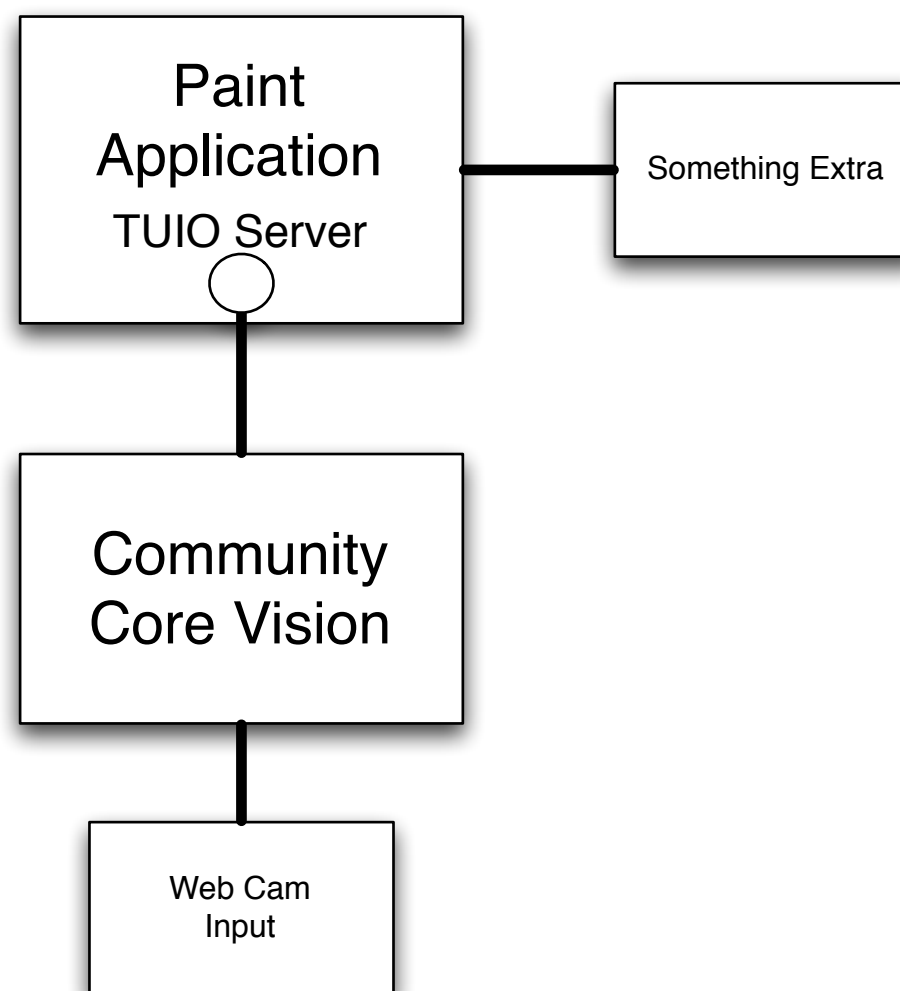 Paint
Application
TUIO Server
Something Extra
Community
Core Vision
Web Cam
Input